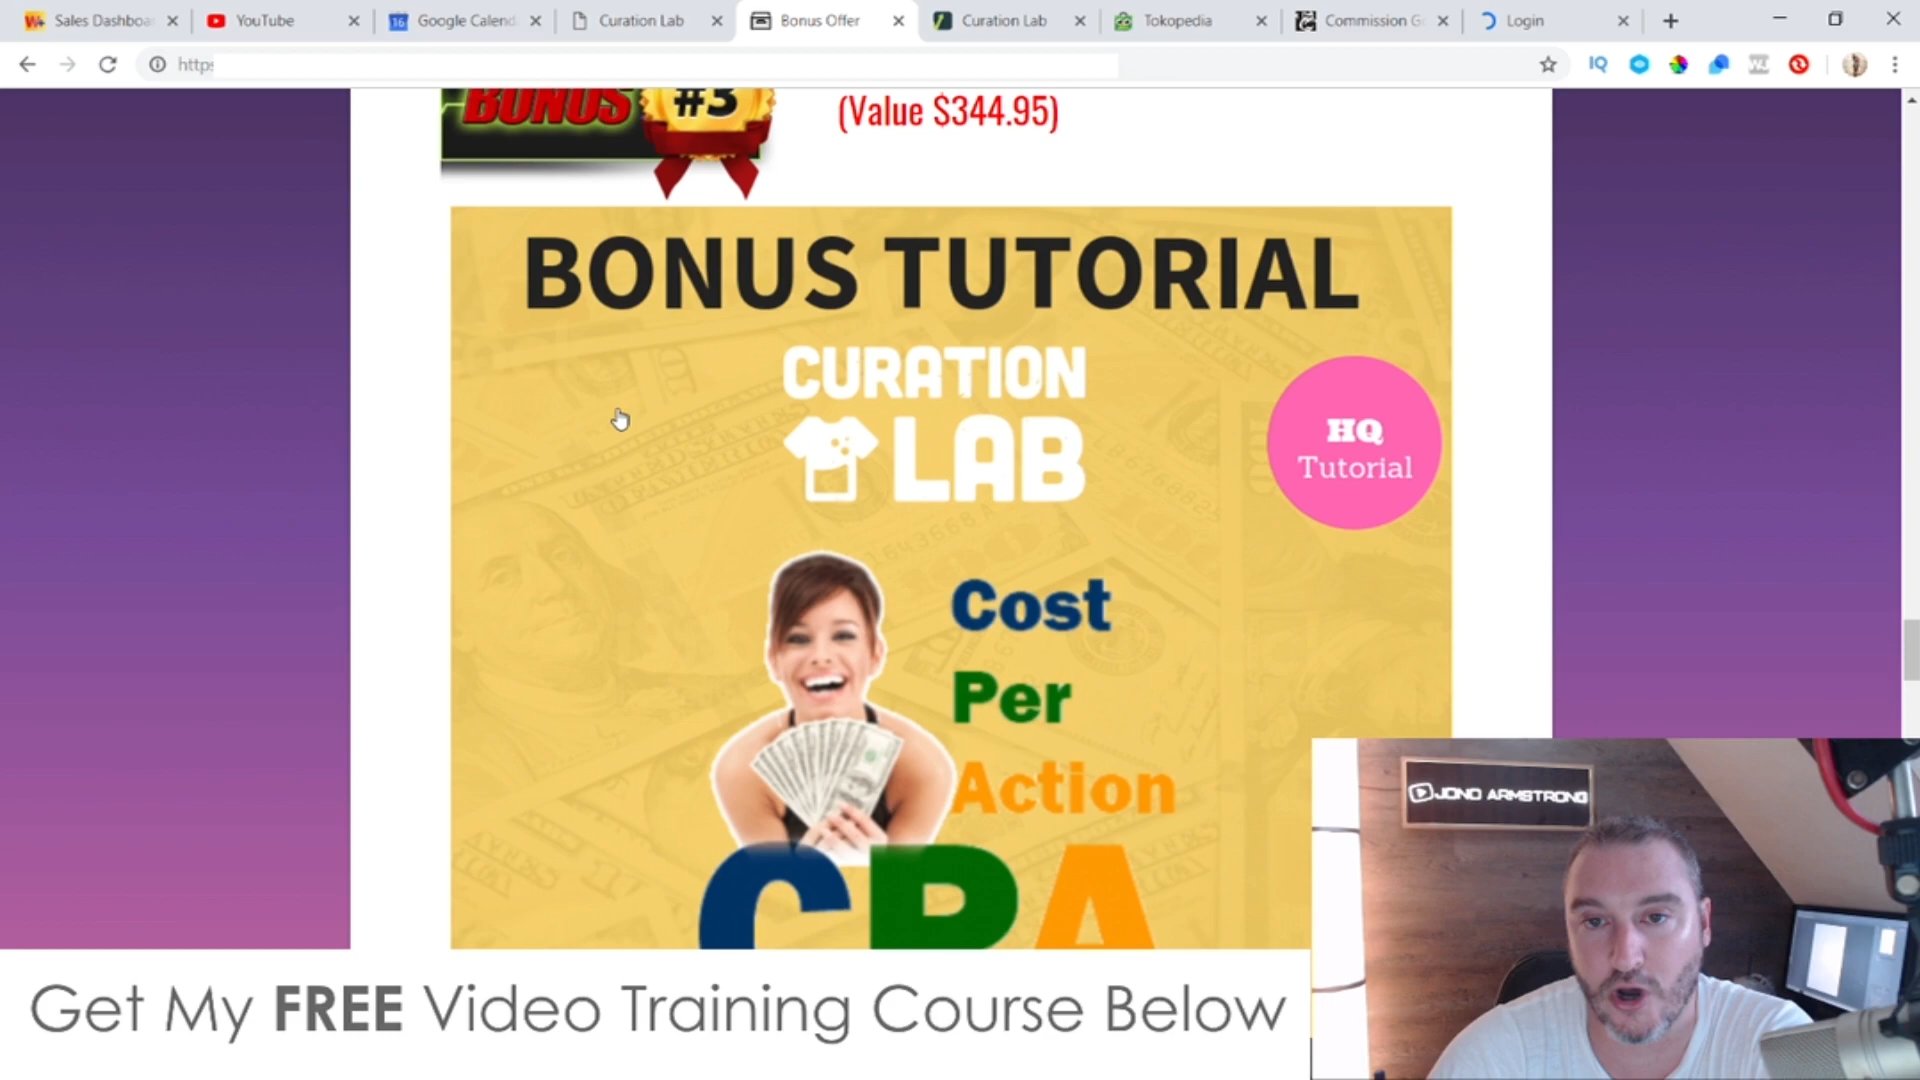 Sales Dashboa
YouTube
Google Calend
Curation Lab
Bonus Offer
Curation Lab
Tokopedia
Commission G
Login
https
BONUS #3
(Value $344.95)
BONUS TUTORIAL
CURATION
LAB
HQ
Tutorial
Cost
Per
Action
CPA
JONO ARMSTRONG
Get My FREE Video Training Course Below